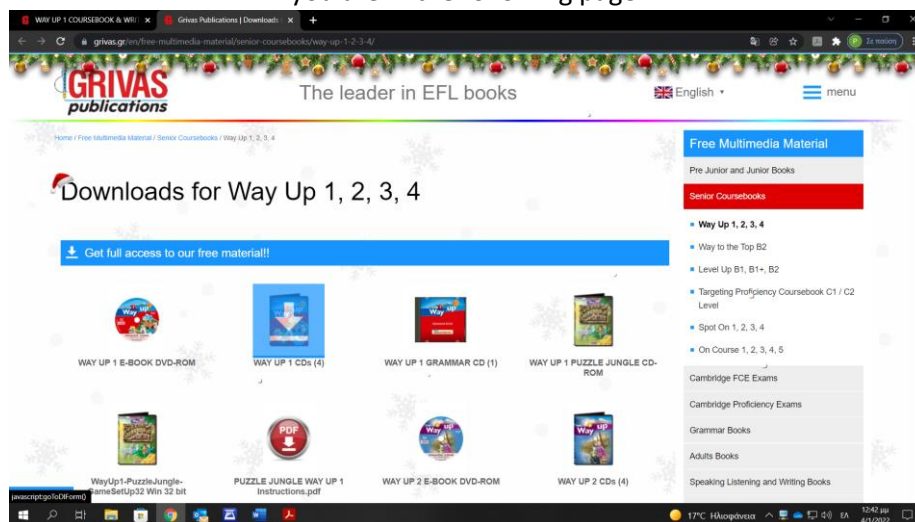 WAY UP 1 COURSEBOOK & WRIT
Grivas Publications | Downloads
grivas.gr/en/free-multimedia-material/senior-coursebooks/way-up-1-2-3-4/
Σε παύση
GRIVAS
publications
The leader in EFL books
English
menu
Home / Free Multimedia Material / Senior Coursebooks / Way Up 1, 2, 3, 4
Downloads for Way Up 1, 2, 3, 4
Get full access to our free material!!
WAY UP 1 E-BOOK DVD-ROM
WAY UP 1 CDs (4)
WAY UP 1 GRAMMAR CD (1)
WAY UP 1 PUZZLE JUNGLE CD-
ROM
PDF
WayUp1-PuzzleJungle-
GameSetUp32 Win 32 bit
PUZZLE JUNGLE WAY UP 1
Instructions.pdf
WAY UP 2 E-BOOK DVD-ROM
WAY UP 2 CDs (4)
Free Multimedia Material
Pre Junior and Junior Books
Senior Coursebooks
Way Up 1, 2, 3, 4
Way to the Top B2
Level Up B1, B1+, B2
Targeting Proficiency Coursebook C1 / C2
Level
Spot On 1, 2, 3, 4
On Course 1, 2, 3, 4, 5
Cambridge FCE Exams
Cambridge Proficiency Exams
Grammar Books
Adults Books
Speaking Listening and Writing Books
javascript:goToDlForm()
17°C Ηλιοφάνεια
ΕΛ
12:42 μμ
4/1/2022